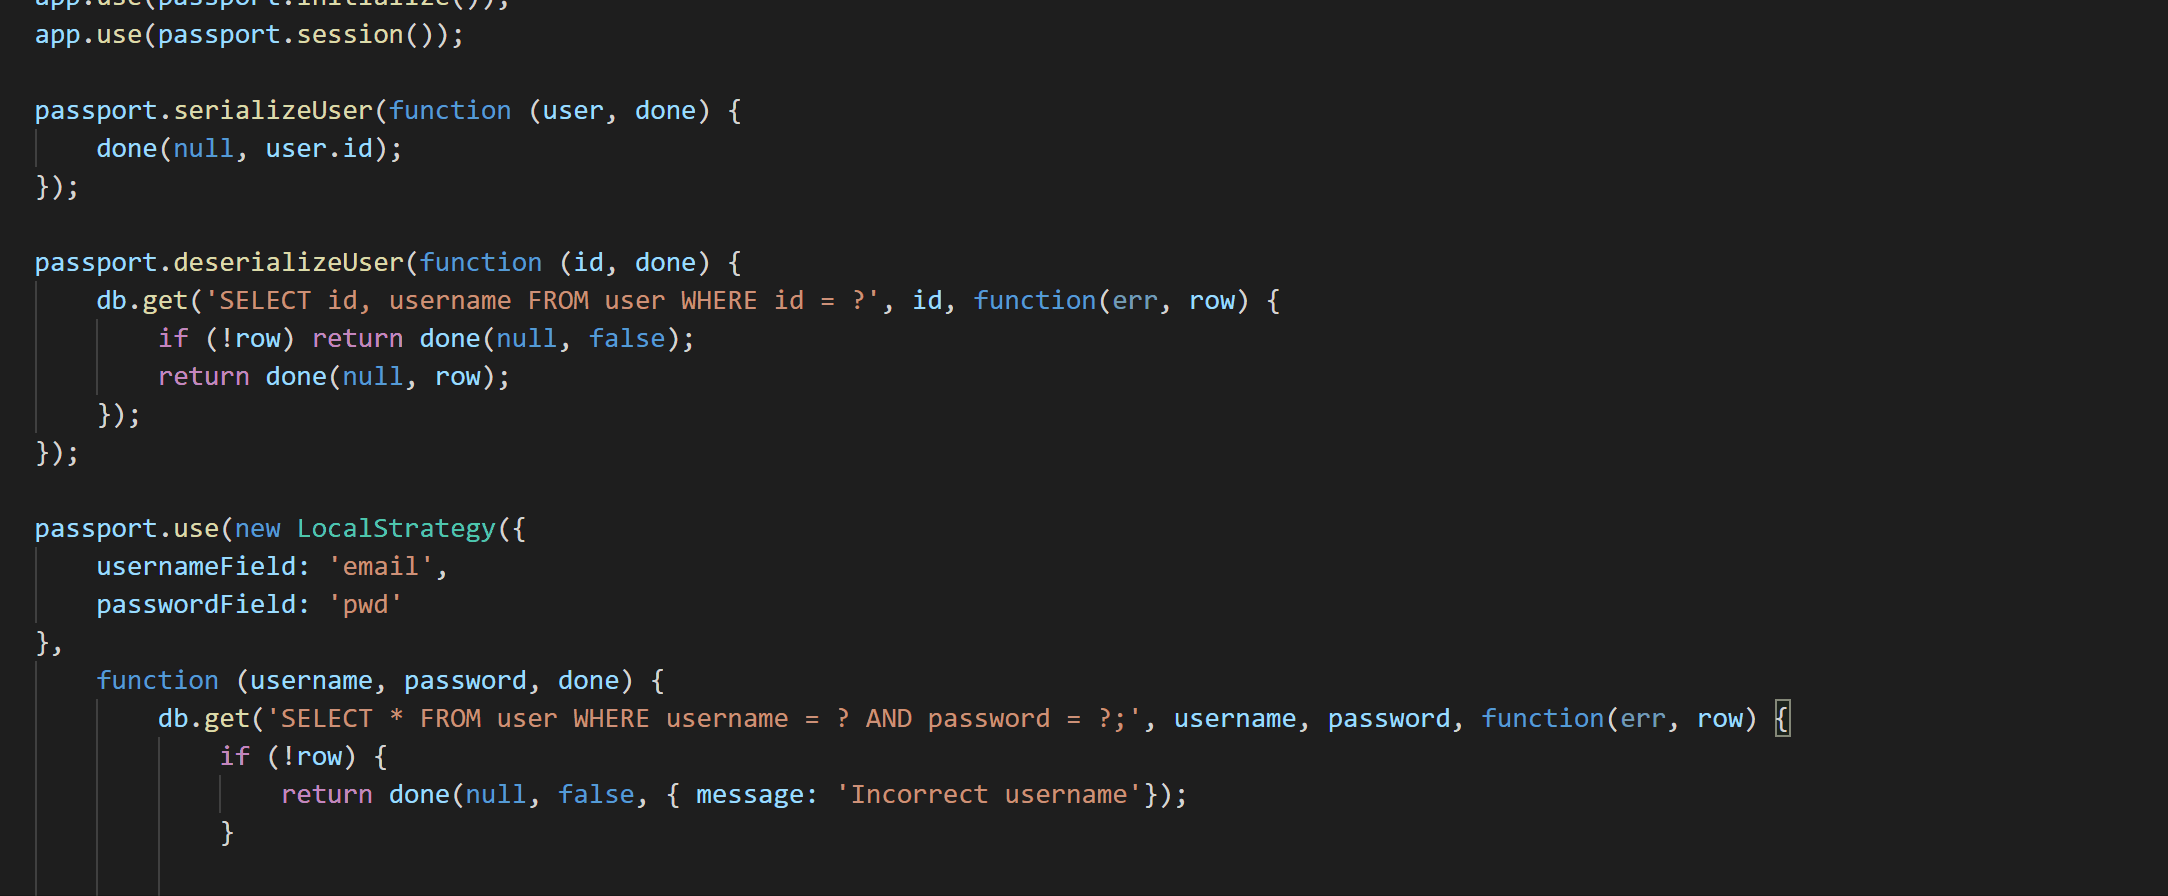 app.use(passport.initialize());
app.use(passport.session());

passport.serializeUser(function (user, done) {
    done(null, user.id);
});

passport.deserializeUser(function (id, done) {
    db.get('SELECT id, username FROM user WHERE id = ?', id, function(err, row) {
        if (!row) return done(null, false);
        return done(null, row);
    });
});

passport.use(new LocalStrategy({
    usernameField: 'email',
    passwordField: 'pwd'
},
    function (username, password, done) {
        db.get('SELECT * FROM user WHERE username = ? AND password = ?;', username, password, function(err, row) {
            if (!row) {
                return done(null, false, { message: 'Incorrect username'});
            }